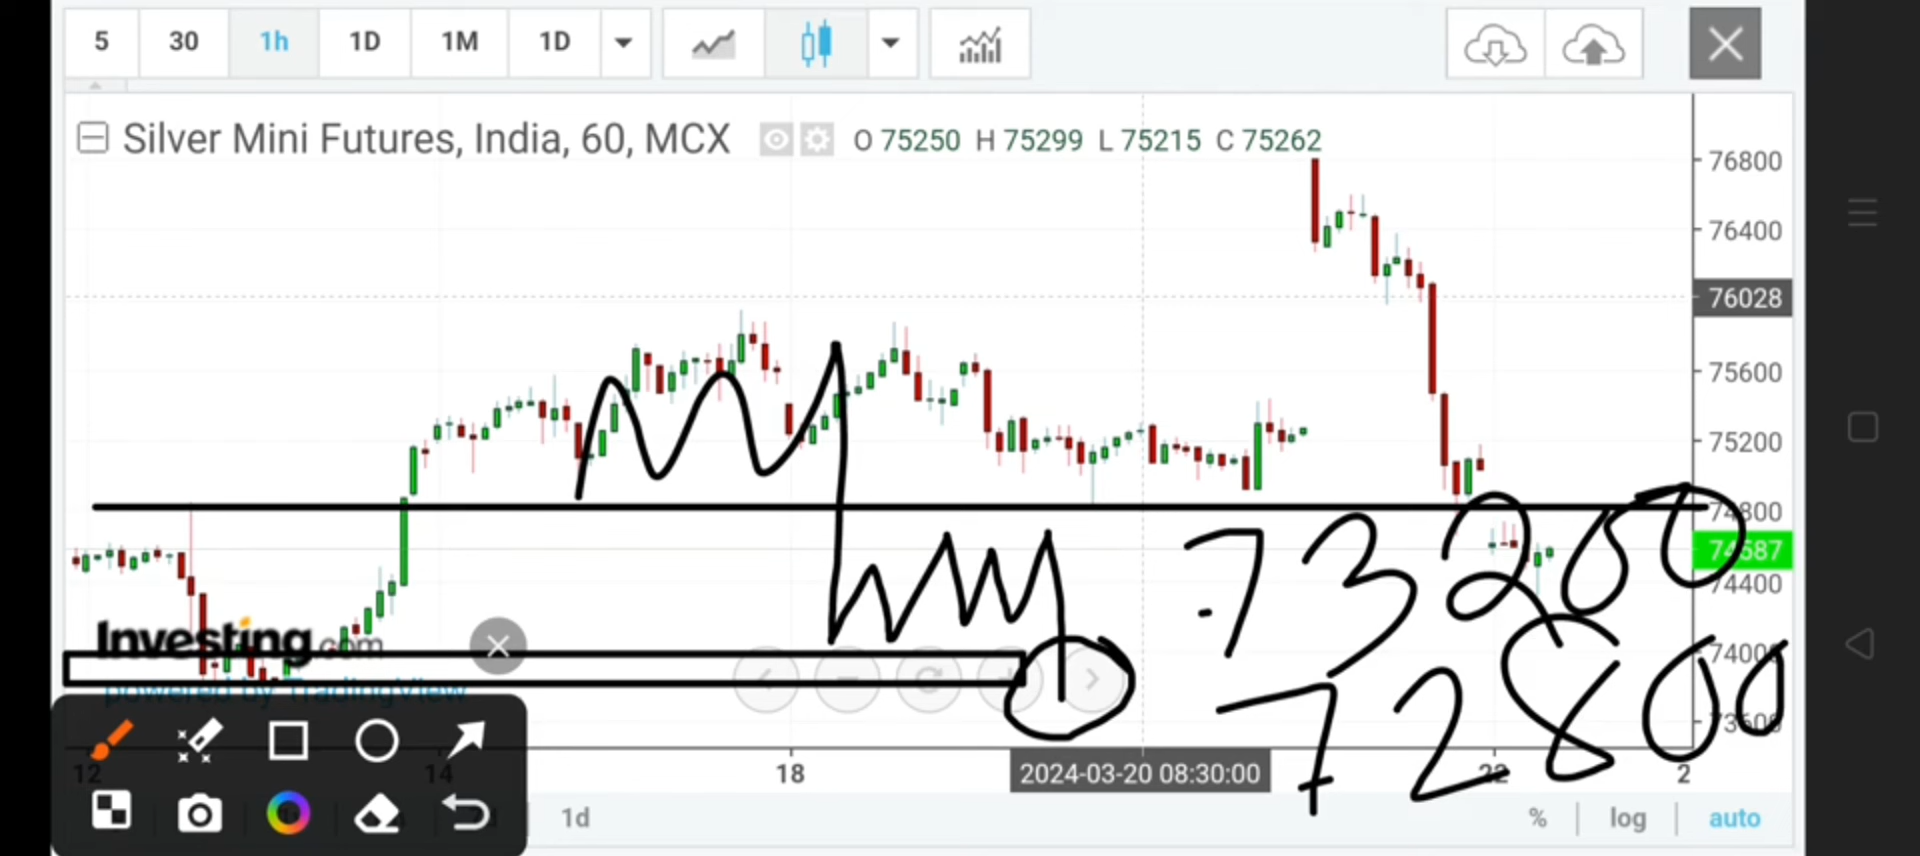 5 30 1h 1D 1M 1D
Silver Mini Futures, India, 60, MCX O 75250 H 75299 L 75215 C 75262
76800
76400
76028
75600
75200
74800
74587
74400
74000
73600
73200
72800
Investing.com
powered by TradingView
12 14 18 2024-03-20 08:30:00 22 2
1d % log auto